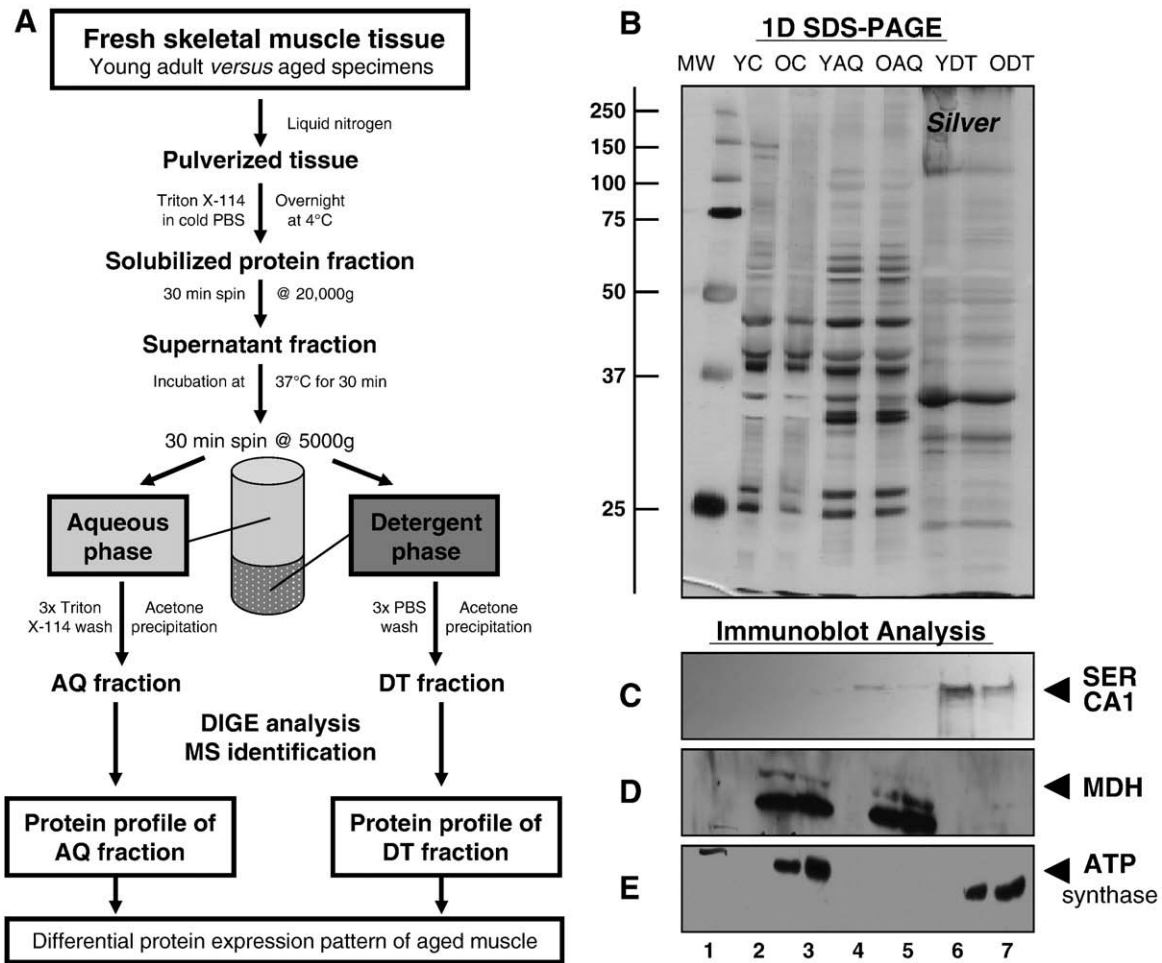 A
Fresh skeletal muscle tissue
Young adult versus aged specimens
Liquid nitrogen
Pulverized tissue
Triton X-114
in cold PBS
Overnight
at 4°C
Solubilized protein fraction
30 min spin @ 20,000g
Supernatant fraction
Incubation at 37°C for 30 min
30 min spin @ 5000g
Aqueous
phase
Detergent
phase
3x Triton
X-114 wash
Acetone
precipitation
3x PBS
wash
Acetone
precipitation
AQ fraction
DT fraction
DIGE analysis
MS identification
Protein profile of
AQ fraction
Protein profile of
DT fraction
Differential protein expression pattern of aged muscle
B
1D SDS-PAGE
MW YC OC YAQ OAQ YDT ODT
Silver
250
150
100
75
50
37
25
Immunoblot Analysis
C
SER
CA1
D
MDH
E
ATP
synthase
1 2 3 4 5 6 7